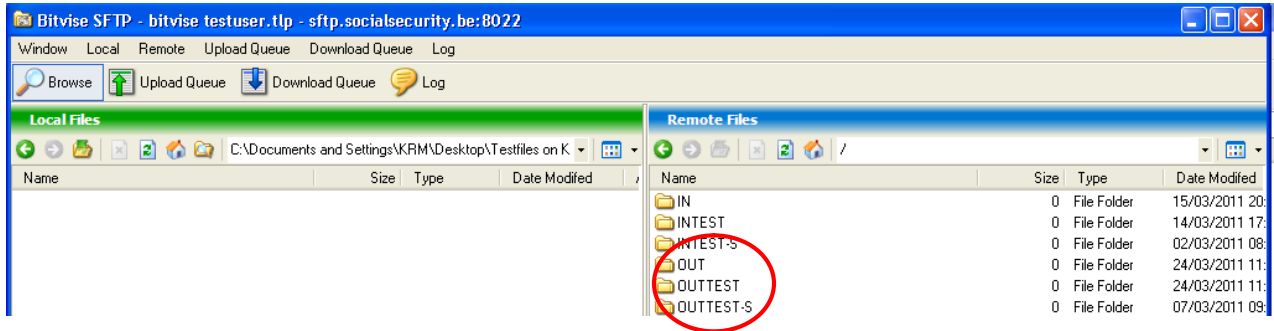 Bitvise SFTP - bitvise testuser.tlp - sftp.socialsecurity.be:8022
Window Local Remote Upload Queue Download Queue Log
Browse Upload Queue Download Queue Log
Local Files
C:\Documents and Settings\KRM\Desktop\Testfiles on K
Name Size Type Date Modifed
Remote Files
/
Name Size Type Date Modifed
IN 0 File Folder 15/03/2011 20:
INTEST 0 File Folder 14/03/2011 17:
INTEST-S 0 File Folder 02/03/2011 08:
OUT 0 File Folder 24/03/2011 11:
OUTTEST 0 File Folder 24/03/2011 11:
OUTTEST-S 0 File Folder 07/03/2011 09: